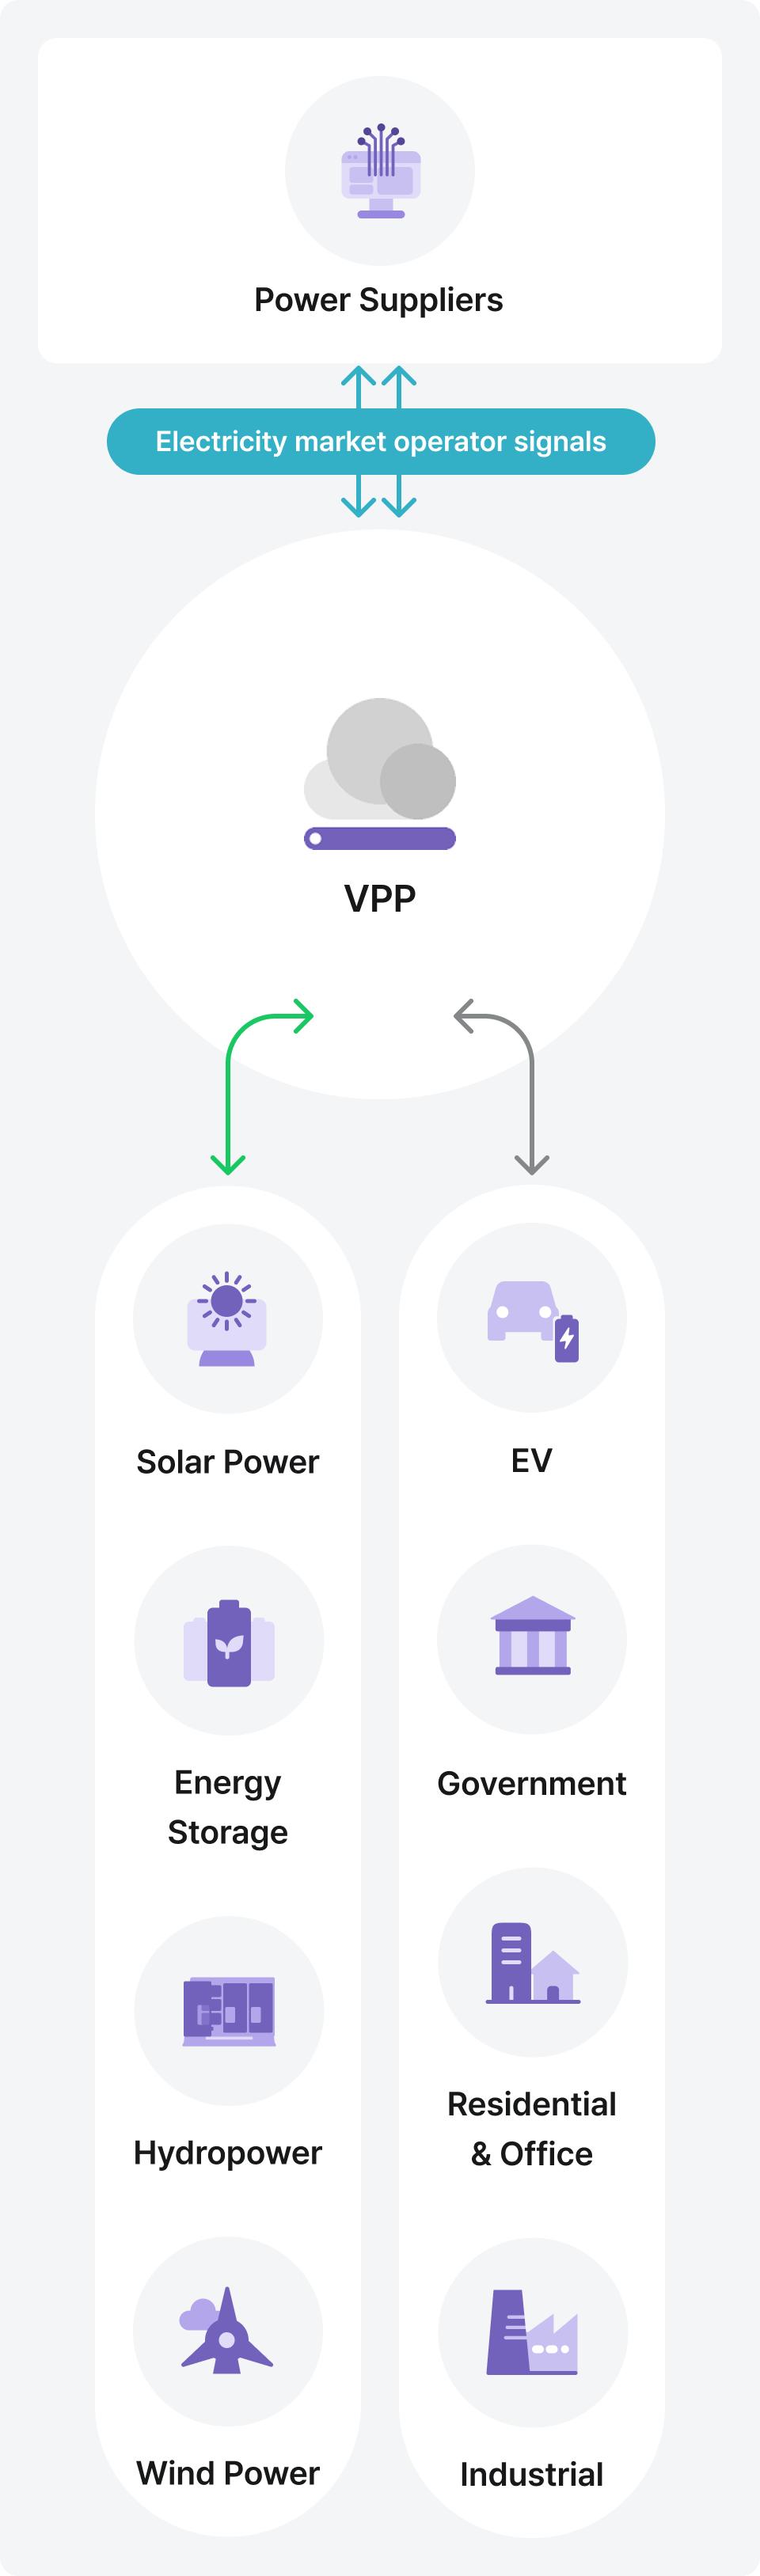 Power Suppliers
Electricity market operator signals
VPP
Solar Power
Energy
Storage
Hydropower
Wind Power
EV
Government
Residential
& Office
Industrial